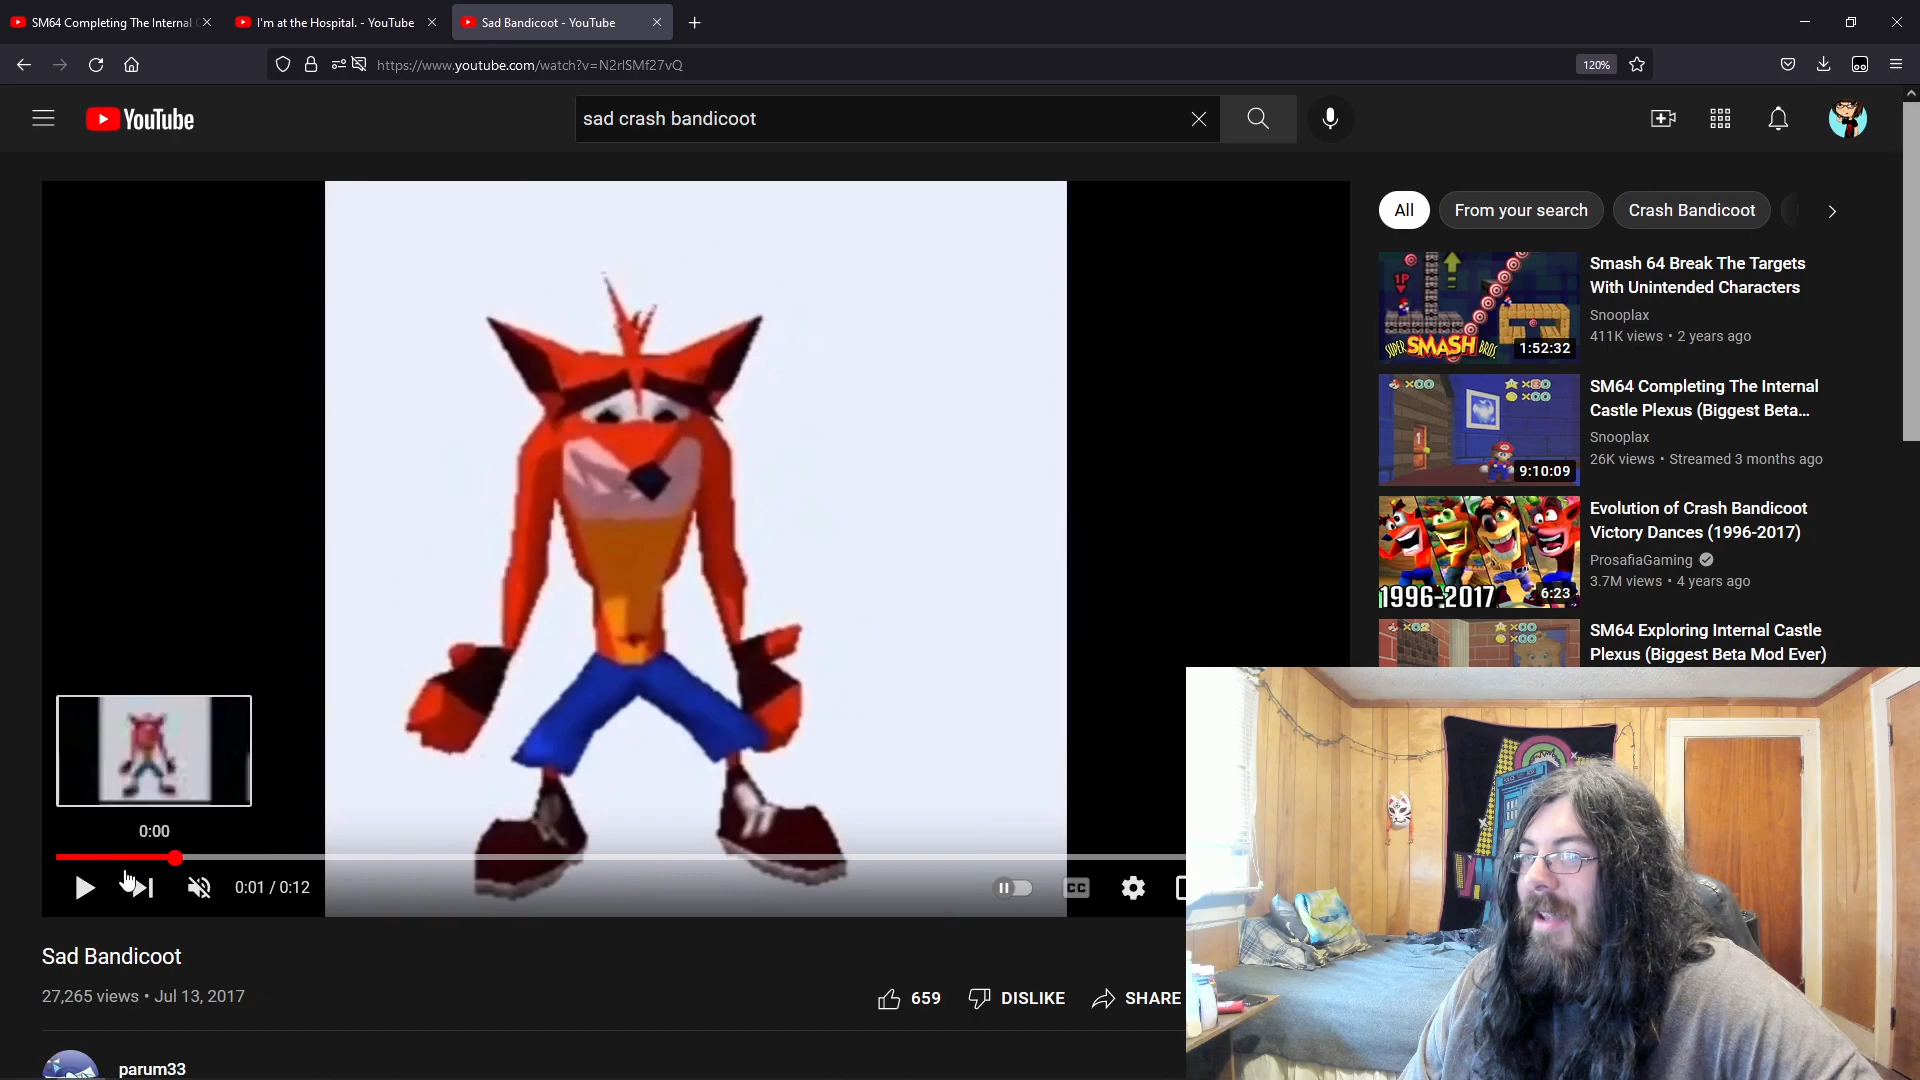 SM64 Completing The Internal
I'm at the Hospital. - YouTube
Sad Bandicoot - YouTube
https://www.youtube.com/watch?v=N2rlSMf27vQ
120%
YouTube
sad crash bandicoot
All
From your search
Crash Bandicoot
1P
SUPER SMASH BROS.
1:52:32
Smash 64 Break The Targets
With Unintended Characters
Snooplax
411K views • 2 years ago
9:10:09
SM64 Completing The Internal
Castle Plexus (Biggest Beta...
Snooplax
26K views • Streamed 3 months ago
1996-2017
6:23
Evolution of Crash Bandicoot
Victory Dances (1996-2017)
ProsafiaGaming
3.7M views • 4 years ago
SM64 Exploring Internal Castle
Plexus (Biggest Beta Mod Ever)
0:00
0:01 / 0:12
CC
Sad Bandicoot
27,265 views • Jul 13, 2017
659
DISLIKE
SHARE
parum33